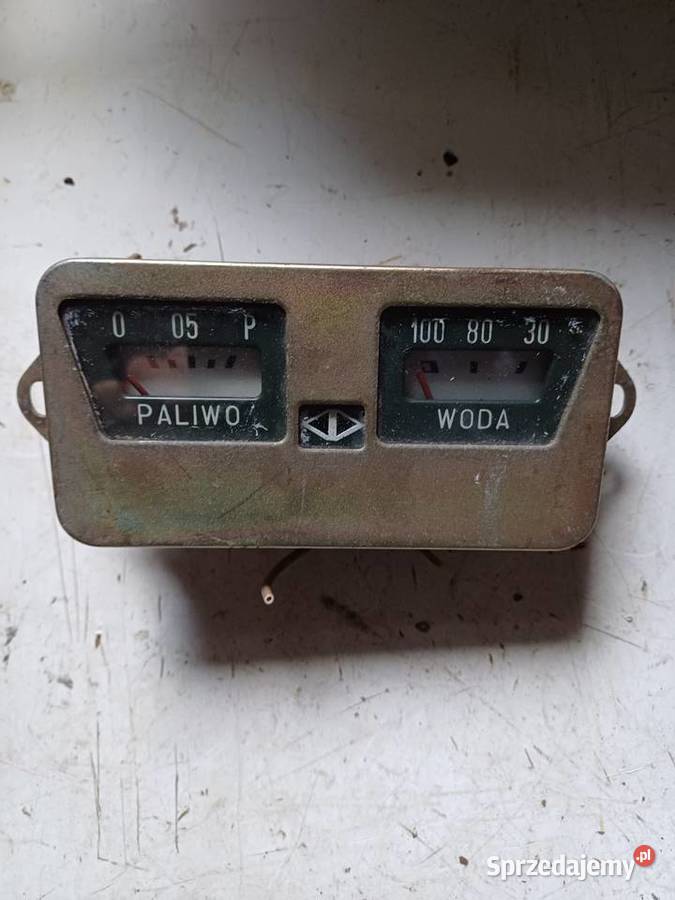 0 05 P
PALIWO
100 80 30
WODA
Sprzedajemy.pl